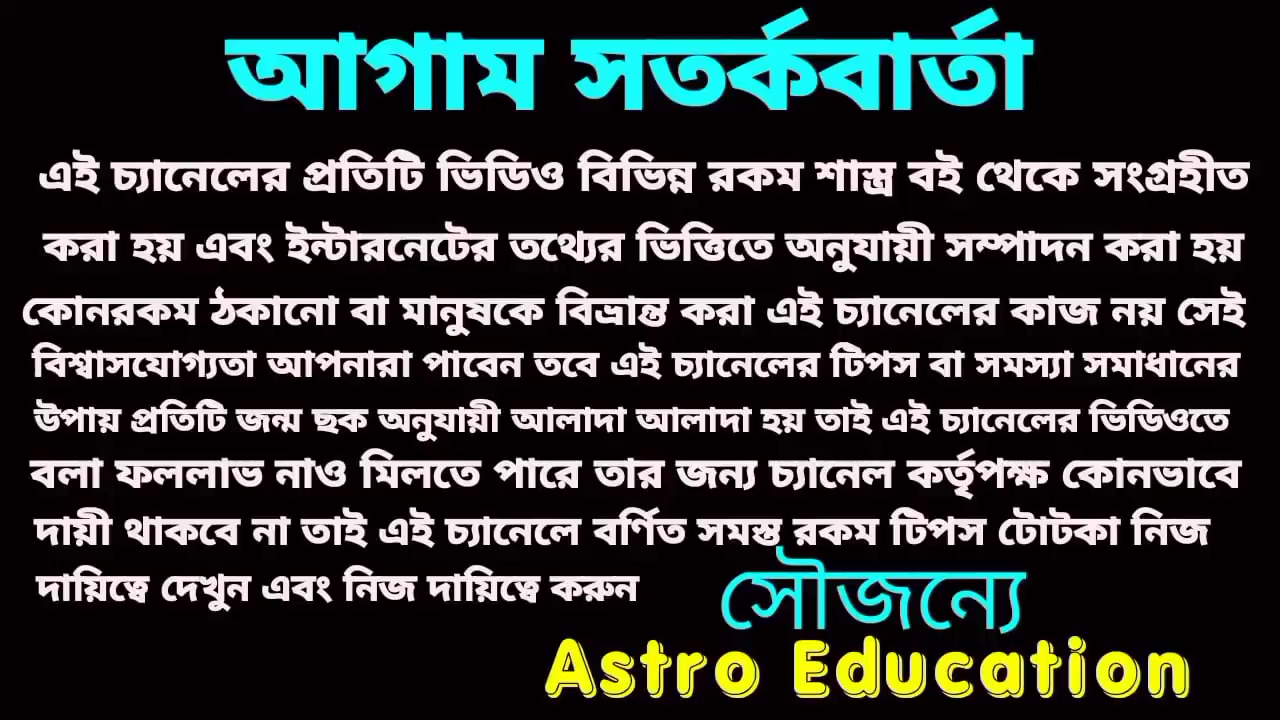 আগাম সতর্কবার্তা
এই চ্যানেলের প্রতিটি ভিডিও বিভিন্ন রকম শাস্ত্র বই থেকে সংগ্রহীত
করা হয় এবং ইন্টারনেটের তথ্যের ভিত্তিতে অনুযায়ী সম্পাদন করা হয়
কোনরকম ঠকানো বা মানুষকে বিভ্রান্ত করা এই চ্যানেলের কাজ নয় সেই
বিশ্বাসযোগ্যতা আপনারা পাবেন তবে এই চ্যানেলের টিপস বা সমস্যা সমাধানের
উপায় প্রতিটি জন্ম ছক অনুযায়ী আলাদা আলাদা হয় তাই এই চ্যানেলের ভিডিওতে
বলা ফললাভ নাও মিলতে পারে তার জন্য চ্যানেল কর্তৃপক্ষ কোনভাবে
দায়ী থাকবে না তাই এই চ্যানেলে বর্ণিত সমস্ত রকম টিপস টোটকা নিজ
দায়িত্বে দেখুন এবং নিজ দায়িত্বে করুন
সৌজন্যে
Astro Education